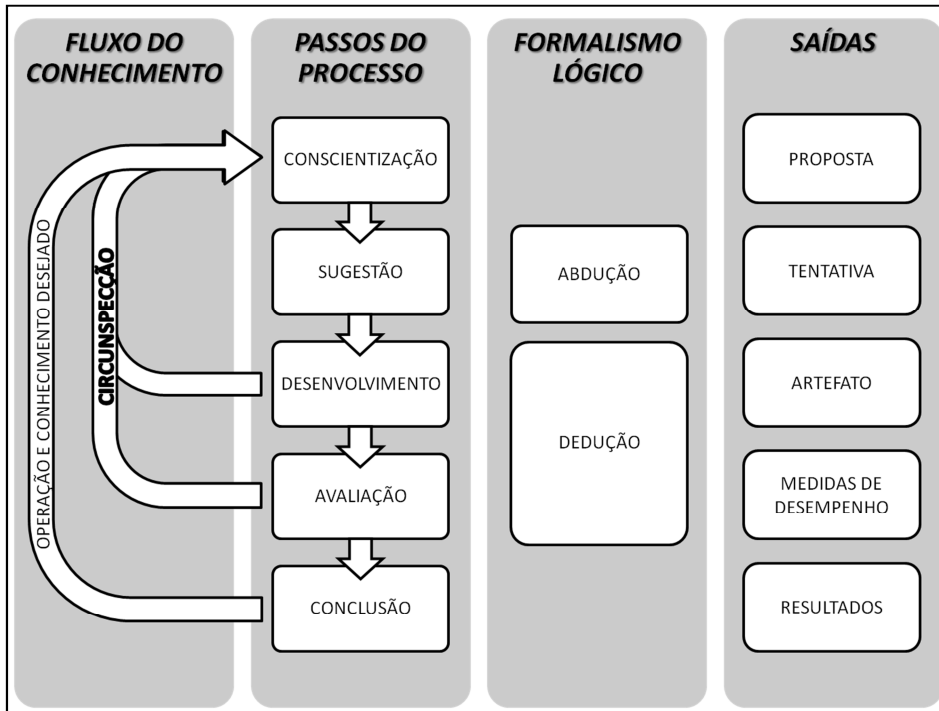 FLUXO DO
CONHECIMENTO
OPERAÇÃO E CONHECIMENTO DESEJADO
CIRCUNSPECÇÃO
PASSOS DO
PROCESSO
CONSCIENTIZAÇÃO
SUGESTÃO
DESENVOLVIMENTO
AVALIAÇÃO
CONCLUSÃO
FORMALISMO
LÓGICO
ABDUÇÃO
DEDUÇÃO
SAÍDAS
PROPOSTA
TENTATIVA
ARTEFATO
MEDIDAS DE
DESEMPENHO
RESULTADOS